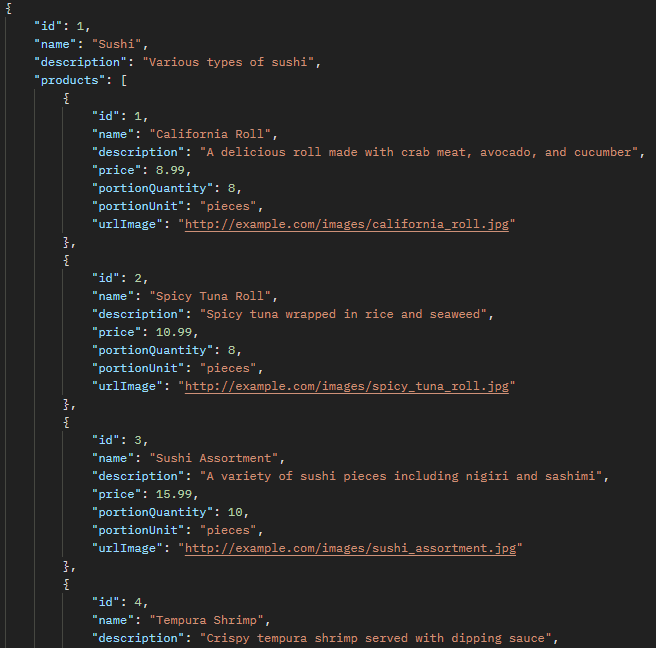 {
    "id": 1,
    "name": "Sushi",
    "description": "Various types of sushi",
    "products": [
        {
            "id": 1,
            "name": "California Roll",
            "description": "A delicious roll made with crab meat, avocado, and cucumber",
            "price": 8.99,
            "portionQuantity": 8,
            "portionUnit": "pieces",
            "urlImage": "http://example.com/images/california_roll.jpg"
        },
        {
            "id": 2,
            "name": "Spicy Tuna Roll",
            "description": "Spicy tuna wrapped in rice and seaweed",
            "price": 10.99,
            "portionQuantity": 8,
            "portionUnit": "pieces",
            "urlImage": "http://example.com/images/spicy_tuna_roll.jpg"
        },
        {
            "id": 3,
            "name": "Sushi Assortment",
            "description": "A variety of sushi pieces including nigiri and sashimi",
            "price": 15.99,
            "portionQuantity": 10,
            "portionUnit": "pieces",
            "urlImage": "http://example.com/images/sushi_assortment.jpg"
        },
        {
            "id": 4,
            "name": "Tempura Shrimp",
            "description": "Crispy tempura shrimp served with dipping sauce",